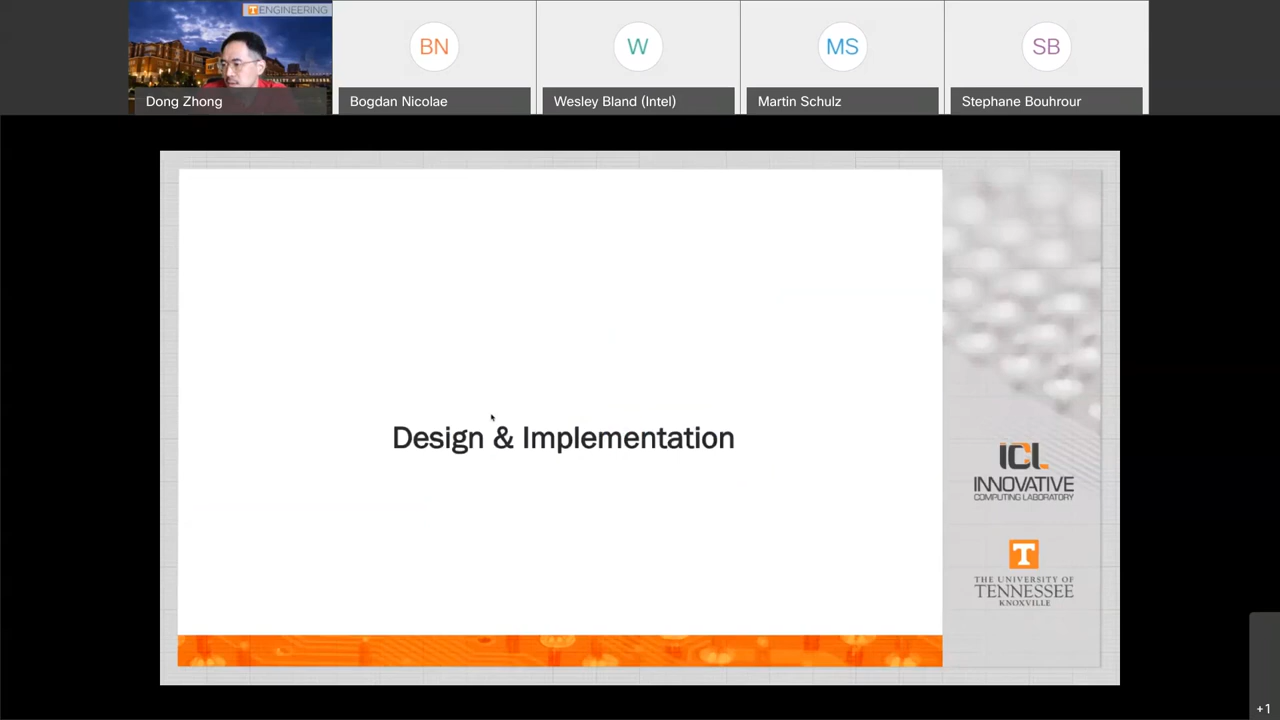 TENGINEERING
BN
W
MS
SB
Dong Zhong
Bogdan Nicolae
Wesley Bland (Intel)
Martin Schulz
Stephane Bouhrour
Design & Implementation
ICL
INNOVATIVE
COMPUTING LABORATORY
T
THE UNIVERSITY OF
TENNESSEE
KNOXVILLE
+1